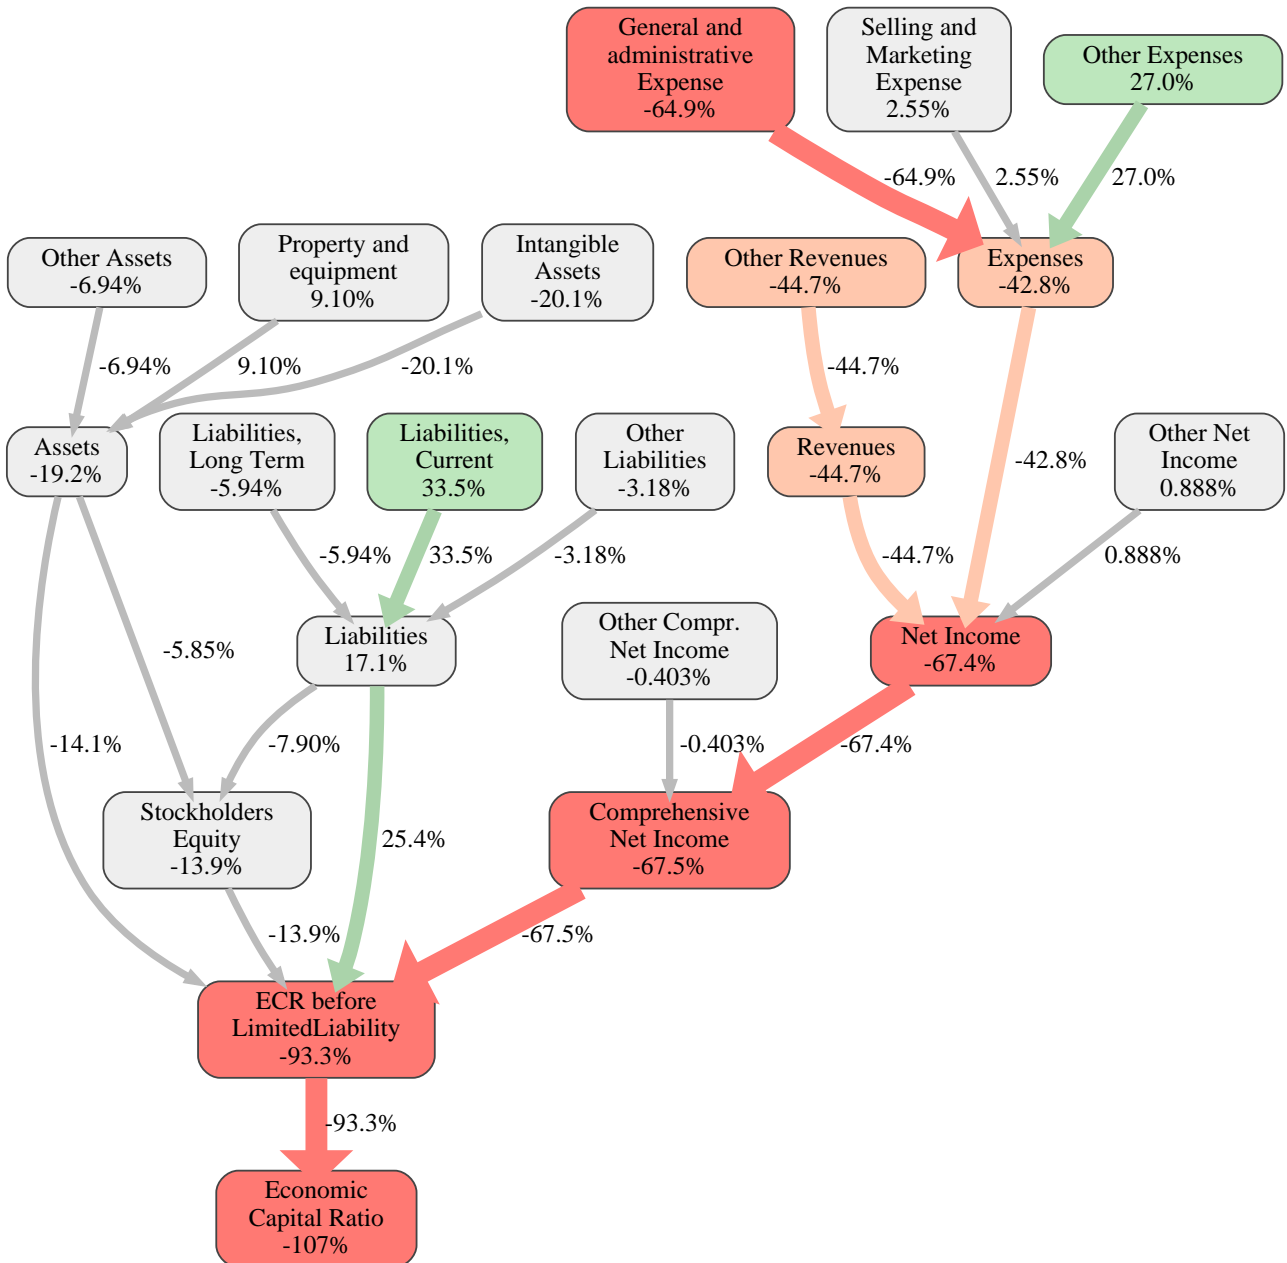 General and
administrative
Expense
-64.9%
Selling and
Marketing
Expense
2.55%
Other Expenses
27.0%
-64.9%
2.55%
27.0%
Other Assets
-6.94%
Property and
equipment
9.10%
Intangible
Assets
-20.1%
Other Revenues
-44.7%
Expenses
-42.8%
-6.94%
9.10%
-20.1%
-44.7%
-42.8%
Assets
-19.2%
Liabilities,
Long Term
-5.94%
Liabilities,
Current
33.5%
Other
Liabilities
-3.18%
Revenues
-44.7%
Other Net
Income
0.888%
-5.94%
33.5%
-3.18%
-44.7%
0.888%
-5.85%
Liabilities
17.1%
Other Compr.
Net Income
-0.403%
Net Income
-67.4%
-14.1%
-7.90%
-0.403%
-67.4%
Stockholders
Equity
-13.9%
25.4%
Comprehensive
Net Income
-67.5%
-13.9%
-67.5%
ECR before
LimitedLiability
-93.3%
-93.3%
Economic
Capital Ratio
-107%